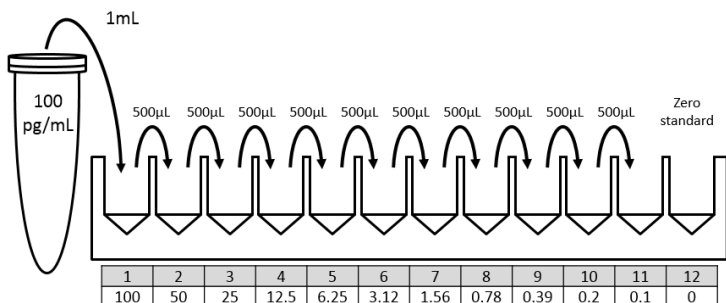 1mL
100
pg/mL
500µL 500µL 500µL 500µL 500µL 500µL 500µL 500µL 500µL 500µL
Zero
standard
1 2 3 4 5 6 7 8 9 10 11 12
100 50 25 12.5 6.25 3.12 1.56 0.78 0.39 0.2 0.1 0